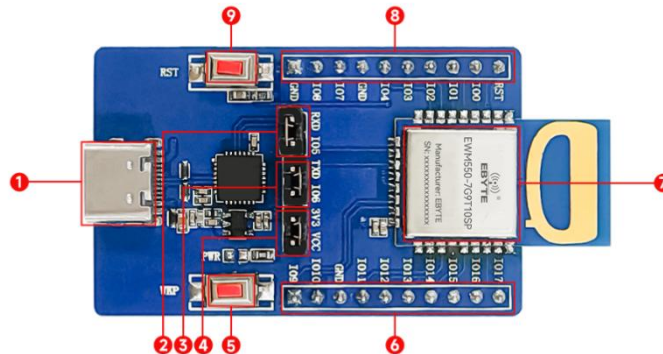 9
8
RST
GND
IO8
IO7
GND
IO4
IO3
IO2
IO1
IO0
RST
RXD IO5
TXD IO6
3V3 VCC
1
EBYTE
EWM550-7G9T10SP
Manufacturer: EBYTE
SN: XXXXXXXXXXXXXXXX
7
PWR
WKP
IO9
IO10
GND
IO11
IO12
IO13
IO14
IO15
IO16
IO17
2
3
4
5
6